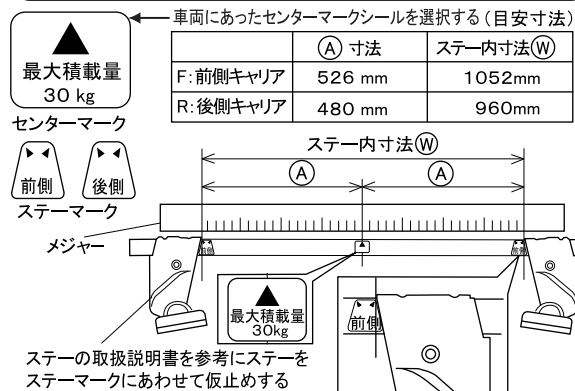 車両にあったセンターマークシールを選択する(目安寸法)
▲
最大積載量
30 kg
センターマーク
Ⓐ 寸法 ステー内寸法Ⓦ
F:前側キャリア 526 mm 1052mm
R:後側キャリア 480 mm 960mm
前側 後側
ステーマーク
ステー内寸法Ⓦ
Ⓐ Ⓐ
メジャー
前側 前側
最大積載量
30kg
前側
ステーの取扱説明書を参考にステーを
ステーマークにあわせて仮止めする